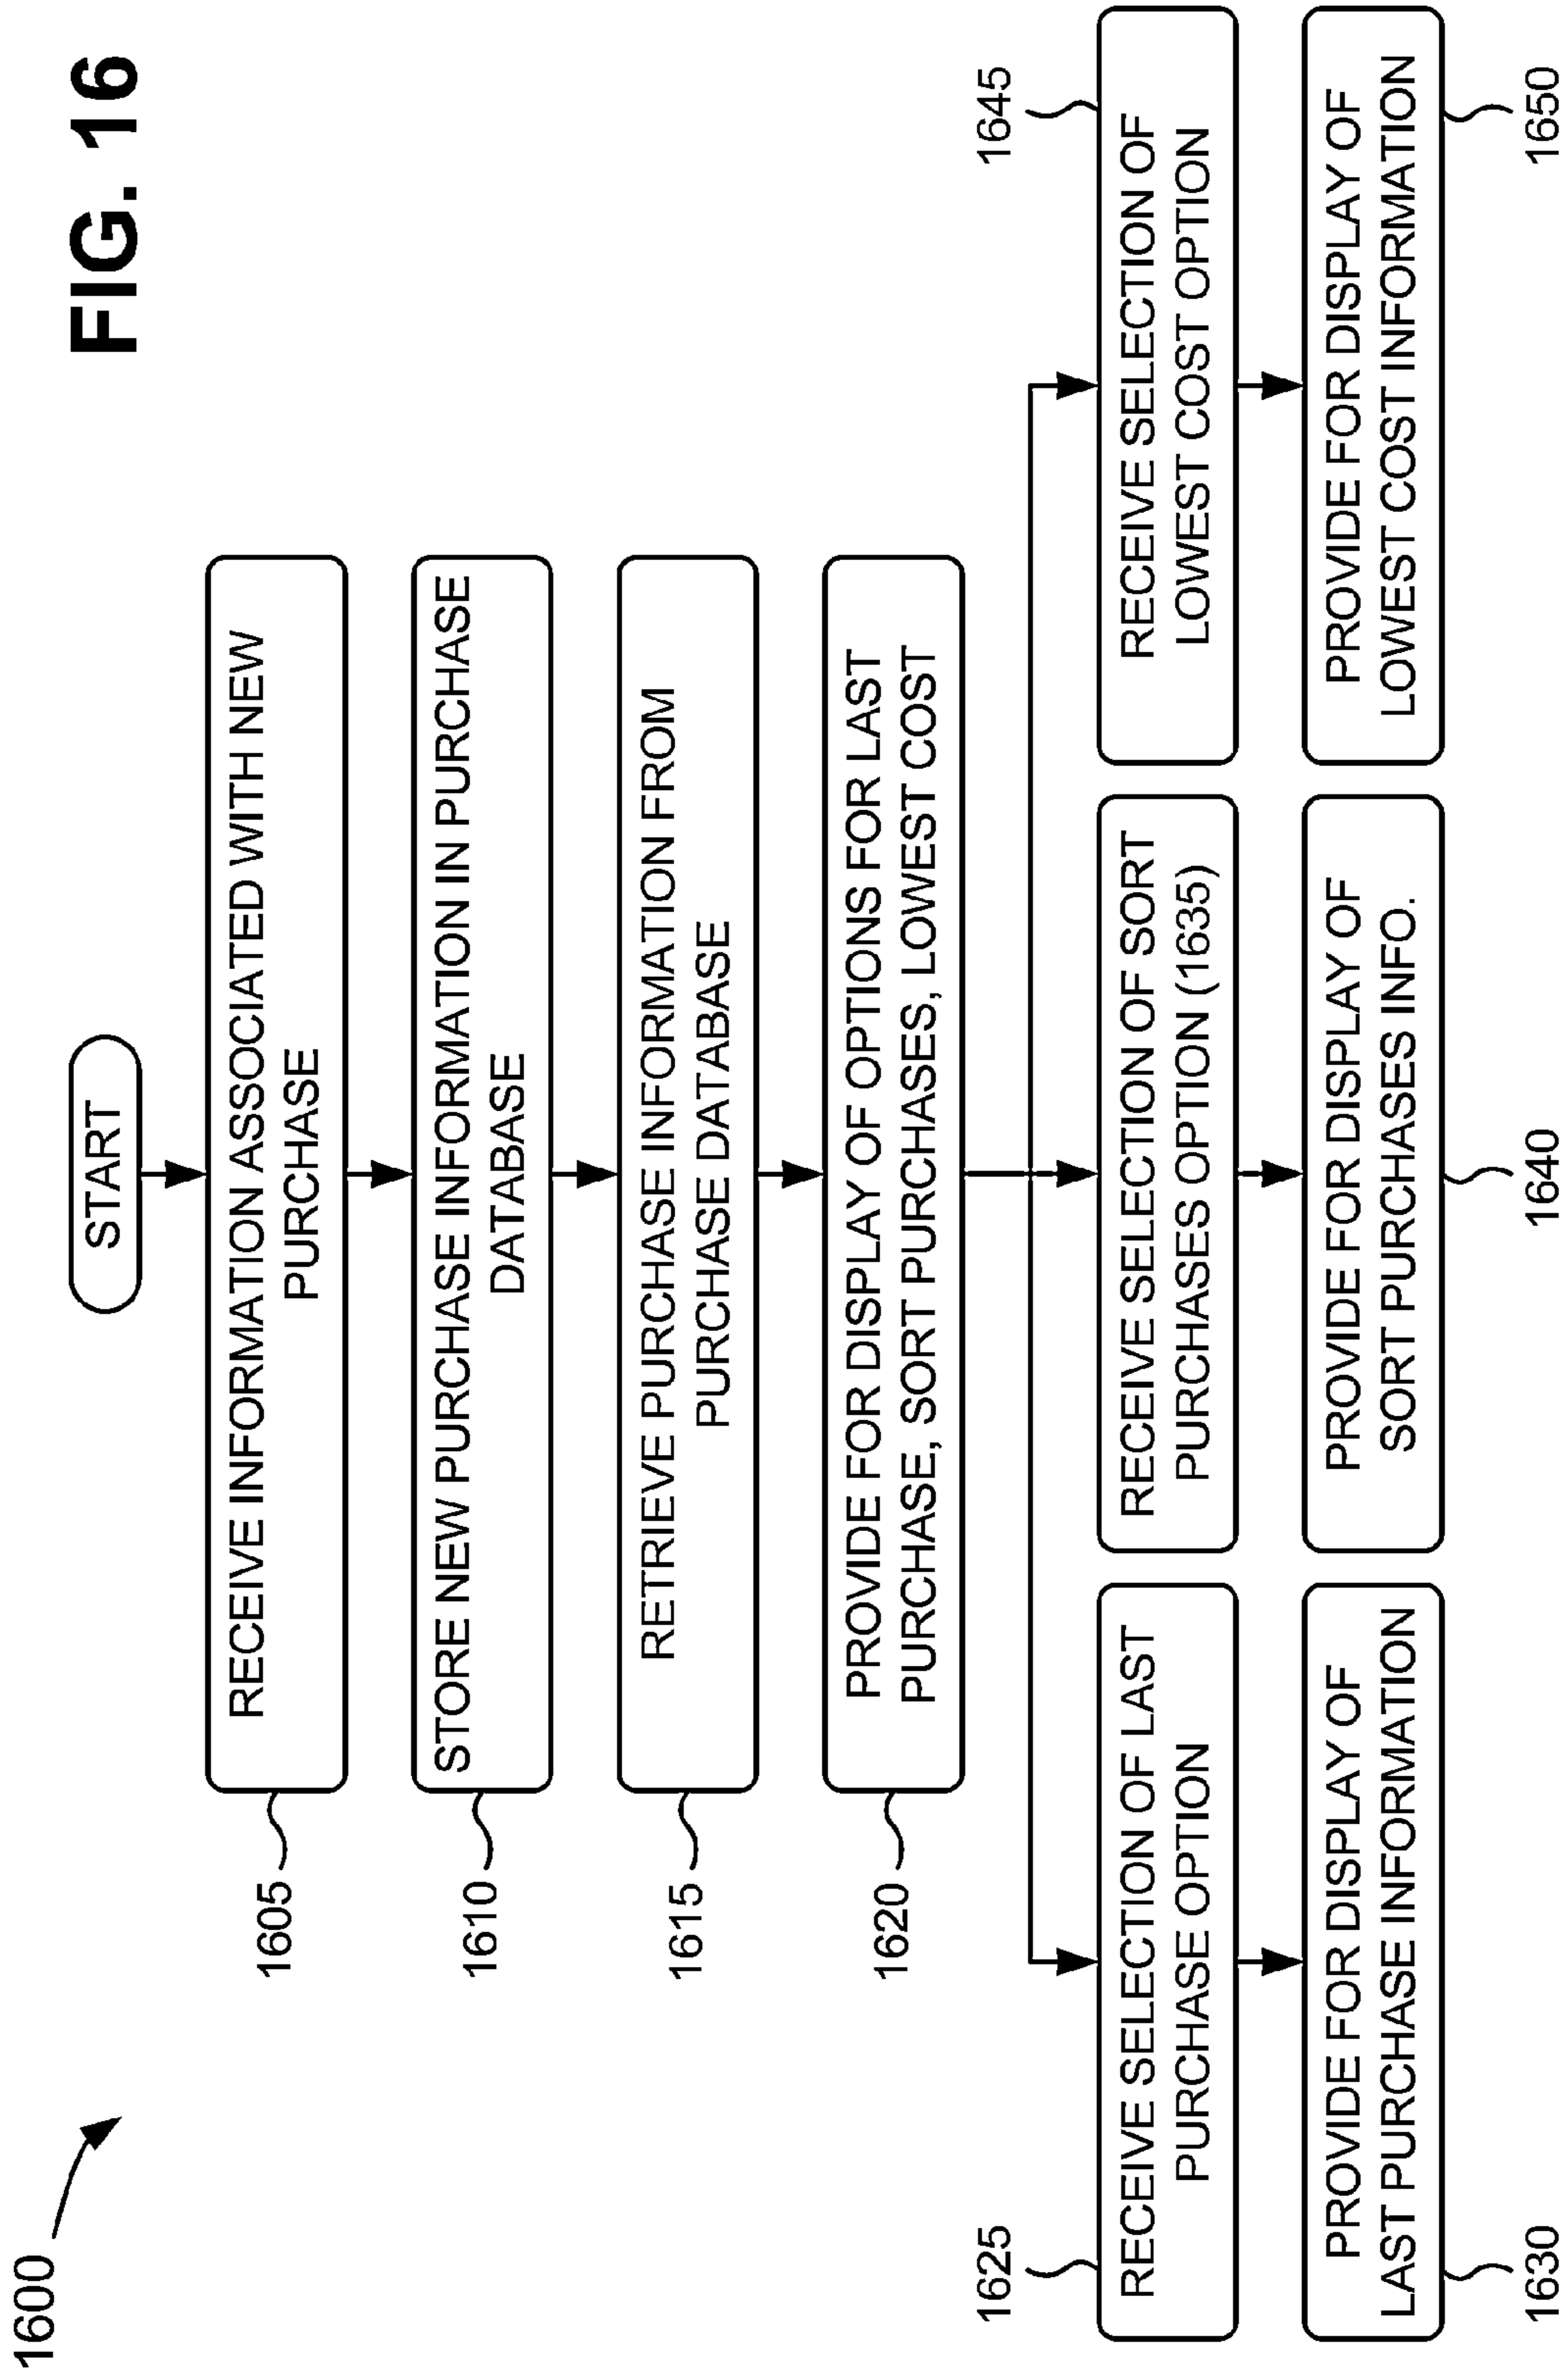 1600
FIG. 16
START
RECEIVE INFORMATION ASSOCIATED WITH NEW
PURCHASE
1605
STORE NEW PURCHASE INFORMATION IN PURCHASE
DATABASE
1610
RETRIEVE PURCHASE INFORMATION FROM
PURCHASE DATABASE
1615
PROVIDE FOR DISPLAY OF OPTIONS FOR LAST
PURCHASE, SORT PURCHASES, LOWEST COST
1620
1625
RECEIVE SELECTION OF LAST
PURCHASE OPTION
RECEIVE SELECTION OF SORT
PURCHASES OPTION (1635)
1645
RECEIVE SELECTION OF
LOWEST COST OPTION
PROVIDE FOR DISPLAY OF
LAST PURCHASE INFORMATION
1630
PROVIDE FOR DISPLAY OF
SORT PURCHASES INFO.
1640
PROVIDE FOR DISPLAY OF
LOWEST COST INFORMATION
1650